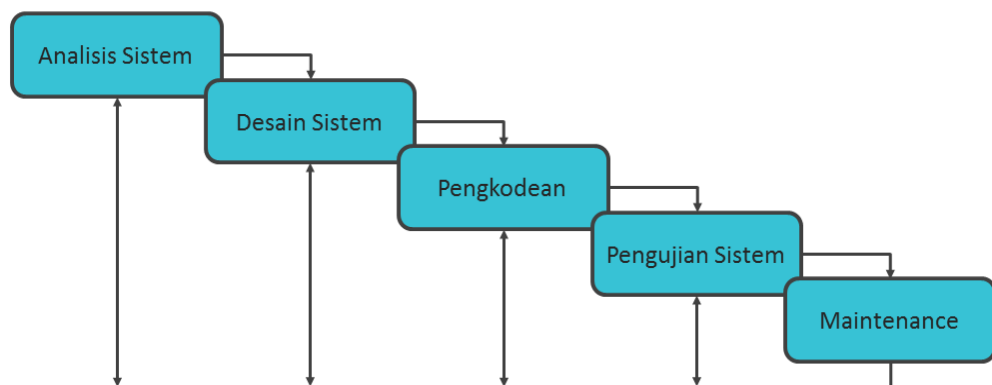 Analisis Sistem
Desain Sistem
Pengkodean
Pengujian Sistem
Maintenance